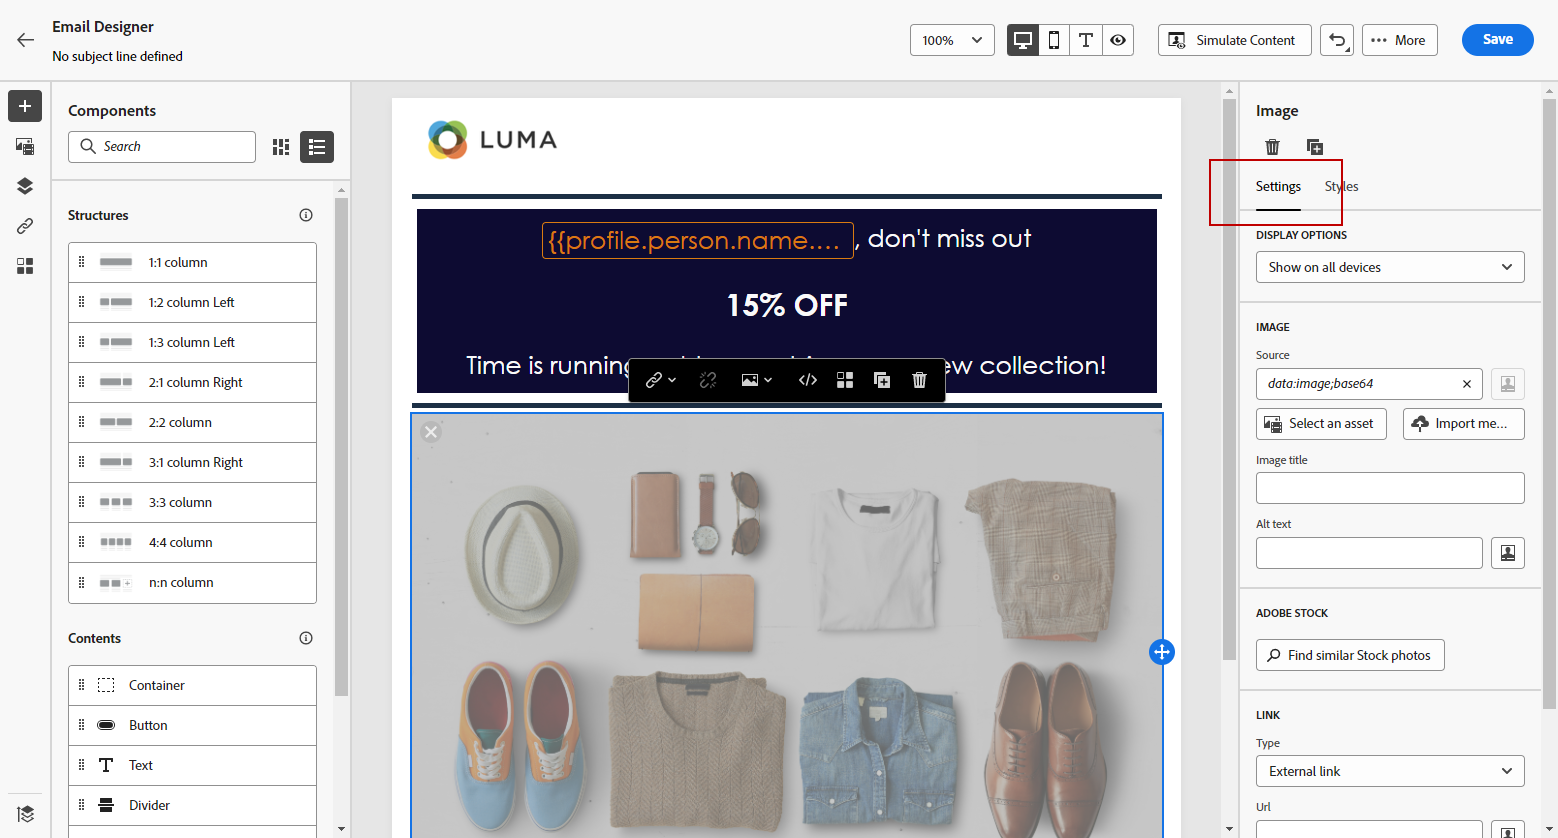 Email Designer
No subject line defined
100%
Simulate Content
More
Save
Components
Search
Structures
1:1 column
1:2 column Left
1:3 column Left
2:1 column Right
2:2 column
3:1 column Right
3:3 column
4:4 column
n:n column
Contents
Container
Button
Text
Divider
LUMA
{{profile.person.name.... , don't miss out
15% OFF
Time is running
ew collection!
Image
Settings
Styles
DISPLAY OPTIONS
Show on all devices
IMAGE
Source
data:image;base64
Select an asset
Import me...
Image title
Alt text
ADOBE STOCK
Find similar Stock photos
LINK
Type
External link
Url